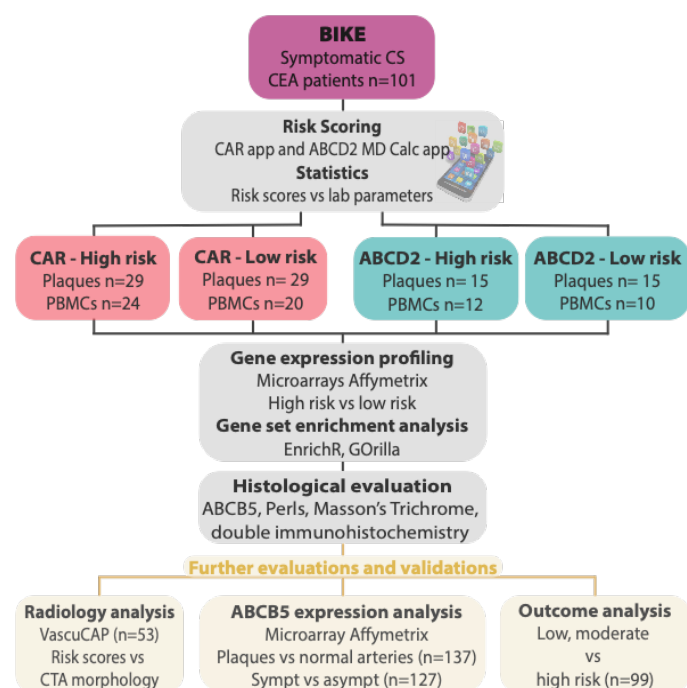 BIKE
Symptomatic CS
CEA patients n=101
Risk Scoring
CAR app and ABCD2 MD Calc app
Statistics
Risk scores vs lab parameters
CAR - High risk
Plaques n=29
PBMCs n=24
CAR - Low risk
Plaques n=29
PBMCs n=20
ABCD2 - High risk
Plaques n= 15
PBMCs n=12
ABCD2 - Low risk
Plaques n=15
PBMCs n=10
Gene expression profiling
Microarrays Affymetrix
High risk vs low risk
Gene set enrichment analysis
EnrichR, GOrilla
Histological evaluation
ABCB5, Perls, Masson's Trichrome,
double immunohistochemistry
Further evaluations and validations
Radiology analysis
VascuCAP (n=53)
Risk scores vs
CTA morphology
ABCB5 expression analysis
Microarray Affymetrix
Plaques vs normal arteries (n=137)
Sympt vs asympt (n=127)
Outcome analysis
Low, moderate
vs
high risk (n=99)